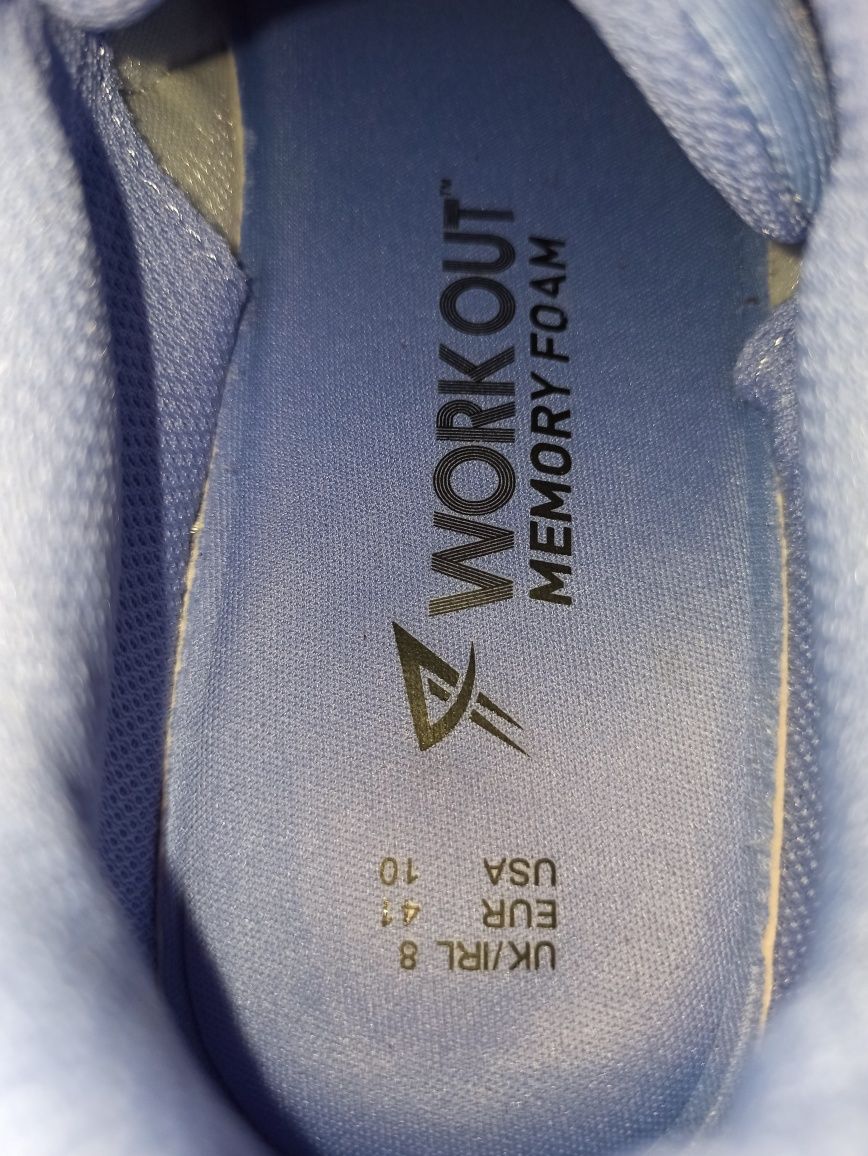 WORKOUT™
MEMORY FOAM
UK/IRL 8
EUR 41
USA 10